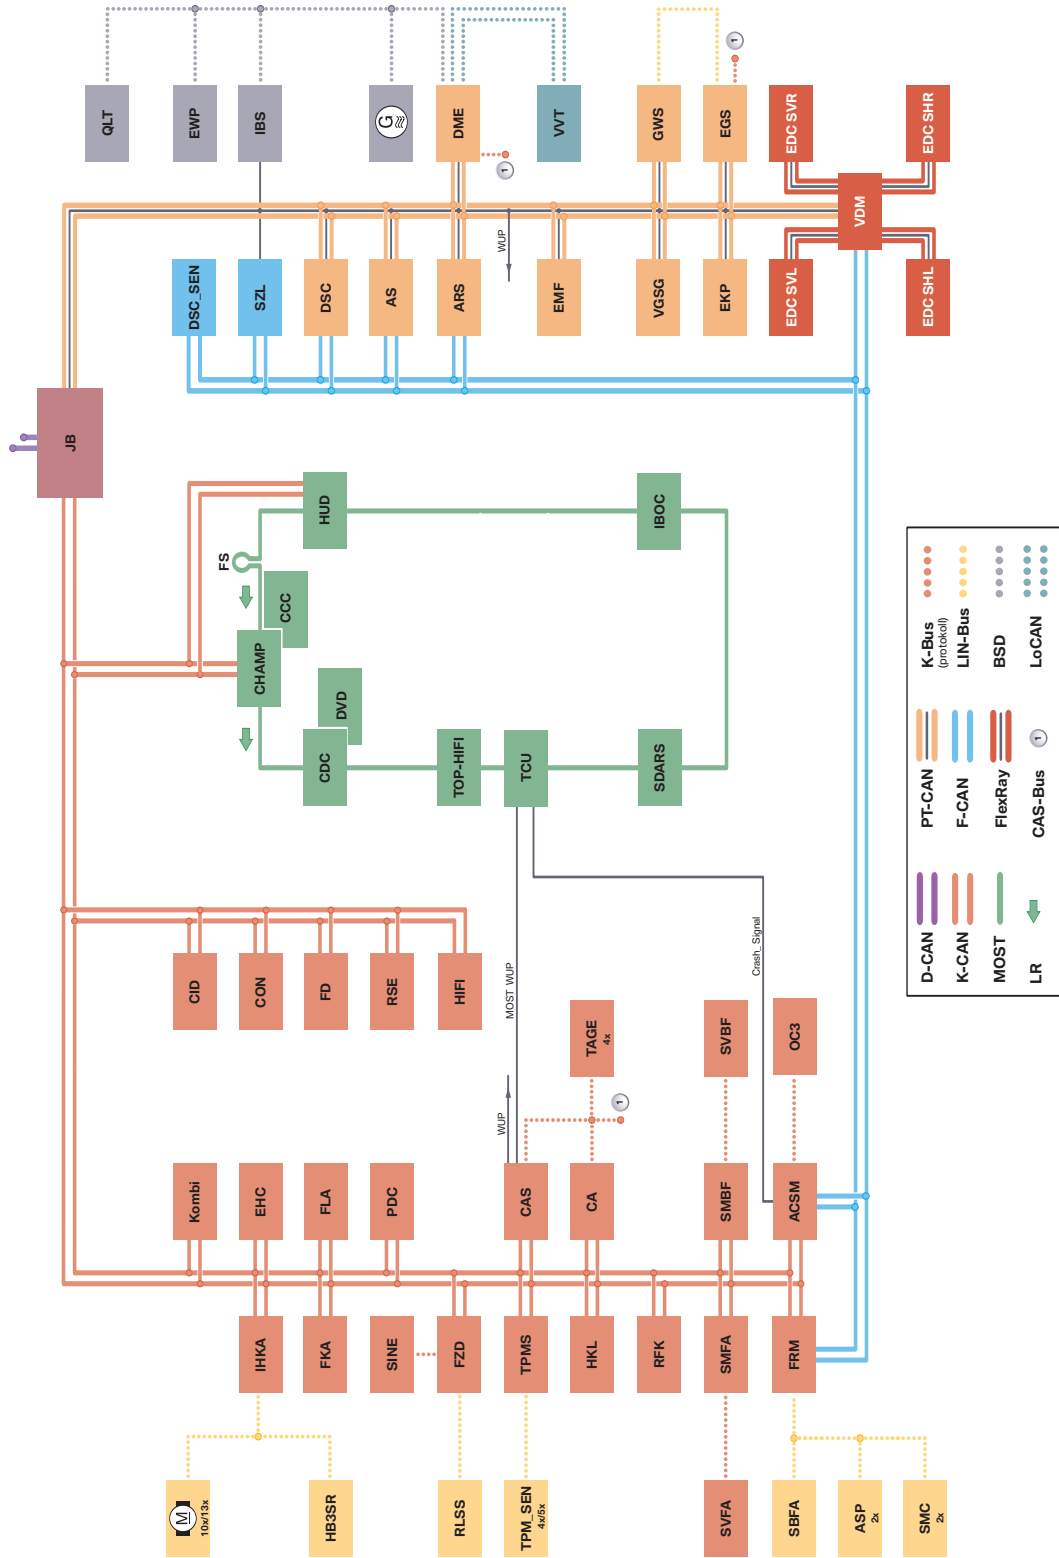 M
10x/13x
HB3SR
RLSS
TPM_SEN
4x/5x
SVFA
SBFA
ASP
2x
SMC
2x
IHKA
FKA
SINE
FZD
TPMS
HKL
RFK
SMFA
FRM
Kombi
EHC
FLA
PDC
CAS
CA
SMBF
ACSM
WUP
1
TAGE
4x
SVBF
OC3
CID
CON
FD
RSE
HIFI
MOST WUP
Crash_Signal
CDC
DVD
TOP-HIFI
TCU
SDARS
CHAMP
CCC
FS
HUD
IBOC
JB
DSC_SEN
SZL
DSC
AS
ARS
WUP
EMF
VGSG
EKP
EDC SVL
EDC SHL
VDM
1
QLT
EWP
IBS
G
DME
VVT
GWS
EGS
EDC SVR
EDC SHR
1
D-CAN
PT-CAN
K-Bus
(protokoll)
K-CAN
F-CAN
LIN-Bus
MOST
FlexRay
BSD
LR
CAS-Bus
1
LoCAN